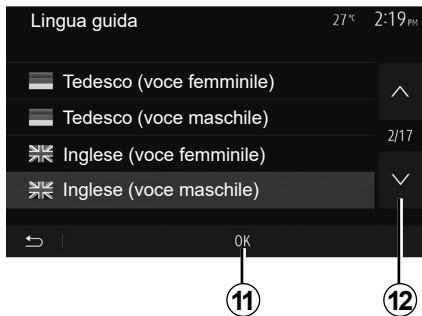 Lingua guida 27°C 2:19PM
Tedesco (voce femminile)
Tedesco (voce maschile)
2/17
Inglese (voce femminile)
Inglese (voce maschile)
OK
11 12